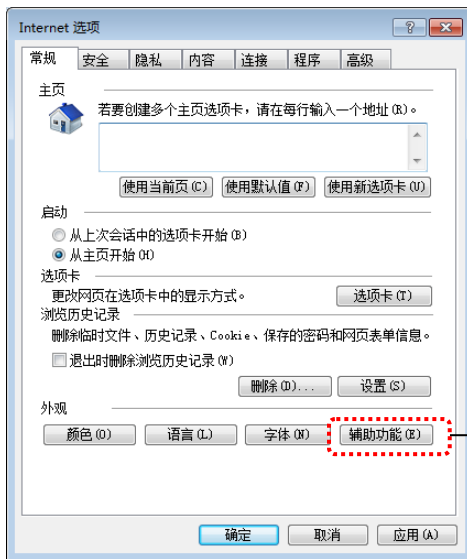 Internet 选项
常规 安全 隐私 内容 连接 程序 高级
主页
若要创建多个主页选项卡，请在每行输入一个地址(R)。
使用当前页(C) 使用默认值(F) 使用新选项卡(U)
启动
从上次会话中的选项卡开始(B)
从主页开始(H)
选项卡
更改网页在选项卡中的显示方式。 选项卡(T)
浏览历史记录
删除临时文件、历史记录、Cookie、保存的密码和网页表单信息。
退出时删除浏览历史记录(W)
删除(D)... 设置(S)
外观
颜色(O) 语言(L) 字体(N) 辅助功能(E)
确定 取消 应用(A)